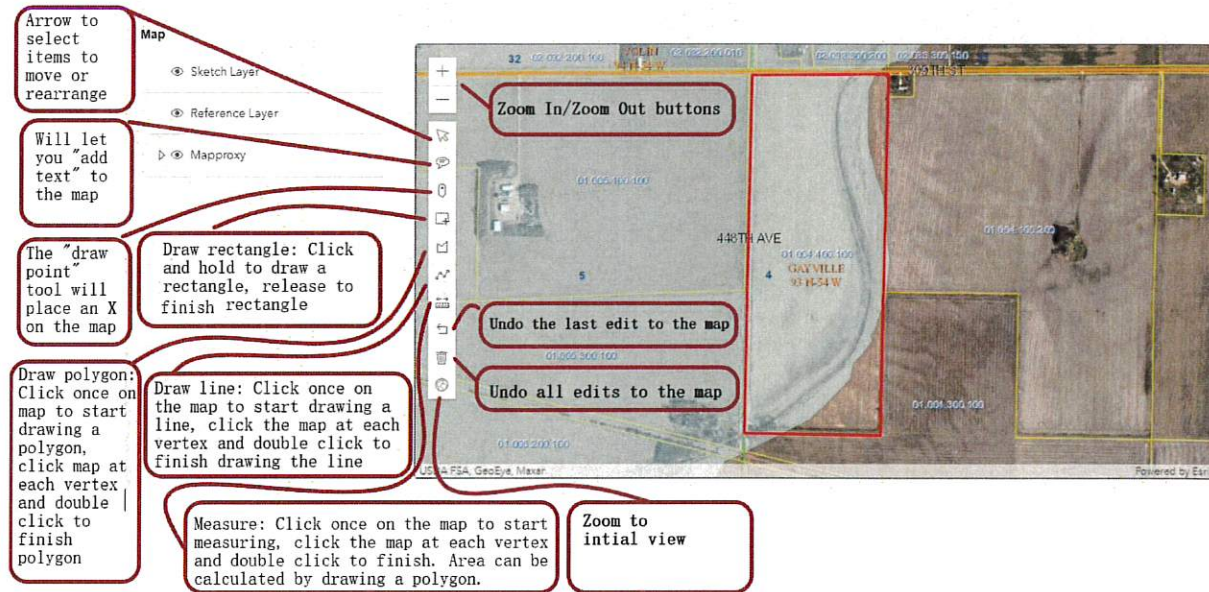 Arrow to
select
items to
move or
rearrange
Map
Sketch Layer
Reference Layer
Mapproxy
Will let
you "add
text" to
the map
The "draw
point"
tool will
place an X
on the map
Draw rectangle: Click
and hold to draw a
rectangle, release to
finish rectangle
Draw polygon:
Click once on
map to start
drawing a
polygon,
click map at
each vertex
and double
click to
finish
polygon
Draw line: Click once on
the map to start drawing a
line, click the map at each
vertex and double click to
finish drawing the line
Measure: Click once on the map to start
measuring, click the map at each vertex
and double click to finish. Area can be
calculated by drawing a polygon.
Zoom to
intial view
Zoom In/Zoom Out buttons
Undo the last edit to the map
Undo all edits to the map
32
01.005.100.100
448TH AVE
01.004.400.100
GAYVILLE
93 N-54 W
5
4
01.004.100.200
01.005.300.100
01.004.300.100
USDA FSA, GeoEye, Maxar
Powered by Esri